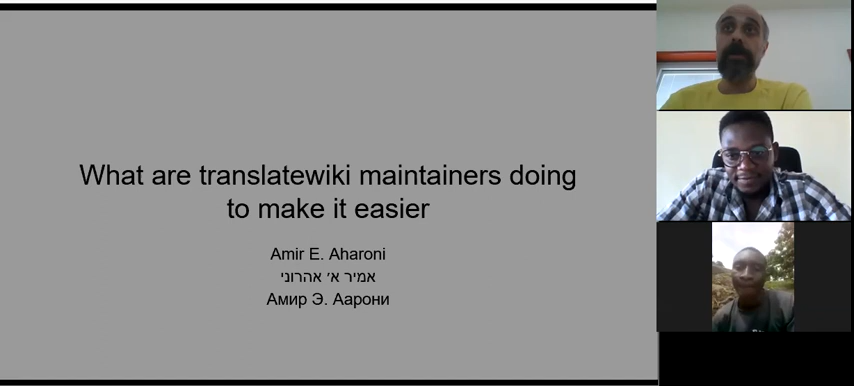 What are translatewiki maintainers doing
to make it easier
Amir E. Aharoni
אמיר א׳ אהרוני
Амир Э. Аарони